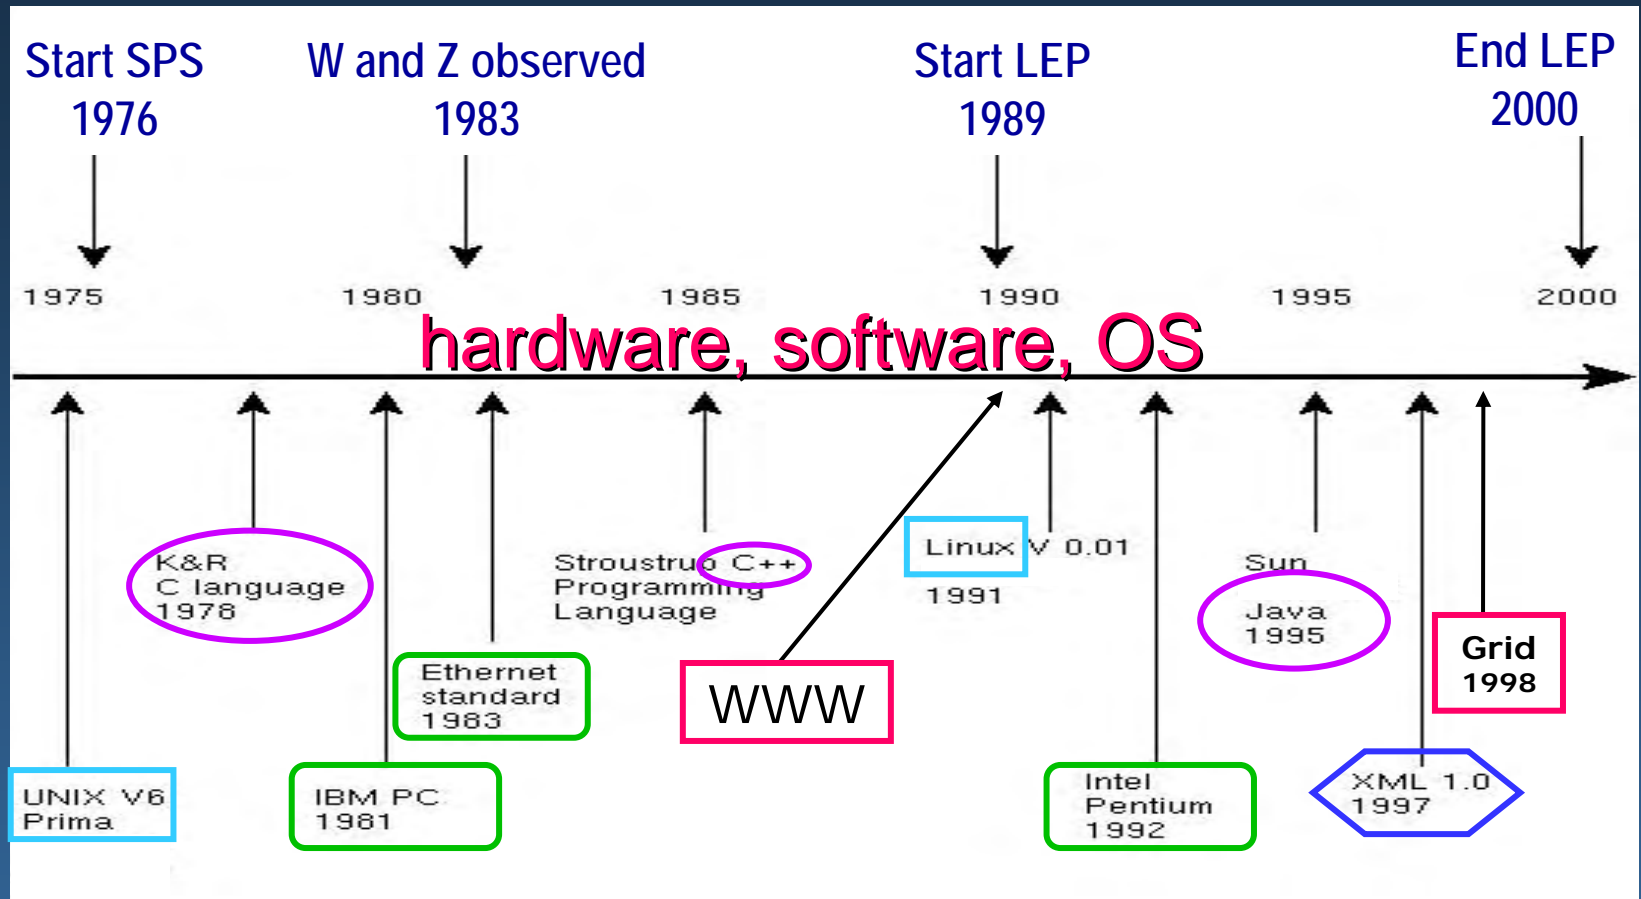 Start SPS
1976
W and Z observed
1983
Start LEP
1989
End LEP
2000
1975 1980 1985 1990 1995 2000
hardware, software, OS
K&R
C language
1978
Stroustrup C++
Programming
Language
Linux V 0.01
1991
Sun
Java
1995
Ethernet
standard
1983
WWW
Grid
1998
UNIX V6
Prima
IBM PC
1981
Intel
Pentium
1992
XML 1.0
1997